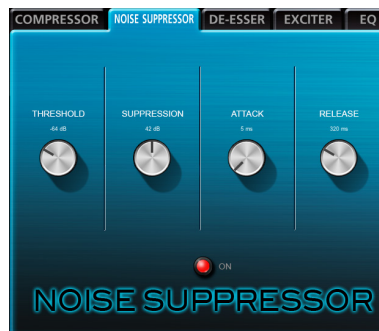 COMPRESSOR NOISE SUPPRESSOR DE-ESSER EXCITER EQ
THRESHOLD SUPPRESSION ATTACK RELEASE
-64 dB 42 dB 5 ms 320 ms
ON
NOISE SUPPRESSOR